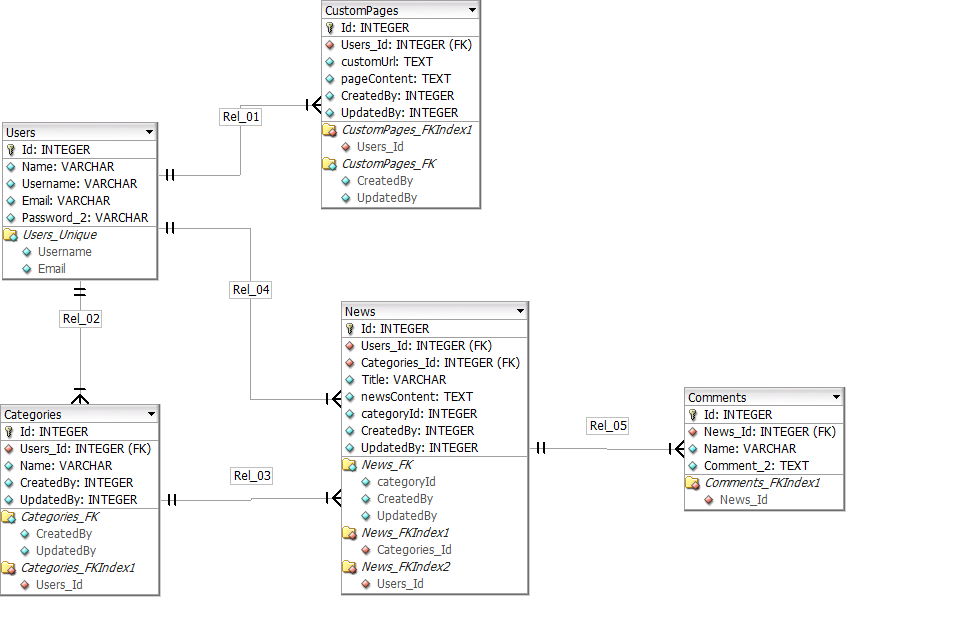 CustomPages
Id: INTEGER
Users_Id: INTEGER (FK)
customUrl: TEXT
pageContent: TEXT
CreatedBy: INTEGER
UpdatedBy: INTEGER
CustomPages_FKIndex1
Users_Id
CustomPages_FK
CreatedBy
UpdatedBy
Rel_01
Users
Id: INTEGER
Name: VARCHAR
Username: VARCHAR
Email: VARCHAR
Password_2: VARCHAR
Users_Unique
Username
Email
Rel_04
Rel_02
News
Id: INTEGER
Users_Id: INTEGER (FK)
Categories_Id: INTEGER (FK)
Title: VARCHAR
newsContent: TEXT
categoryId: INTEGER
CreatedBy: INTEGER
UpdatedBy: INTEGER
News_FK
categoryId
CreatedBy
UpdatedBy
News_FKIndex1
Categories_Id
News_FKIndex2
Users_Id
Categories
Id: INTEGER
Users_Id: INTEGER (FK)
Name: VARCHAR
CreatedBy: INTEGER
UpdatedBy: INTEGER
Categories_FK
CreatedBy
UpdatedBy
Categories_FKIndex1
Users_Id
Rel_03
Rel_05
Comments
Id: INTEGER
News_Id: INTEGER (FK)
Name: VARCHAR
Comment_2: TEXT
Comments_FKIndex1
News_Id